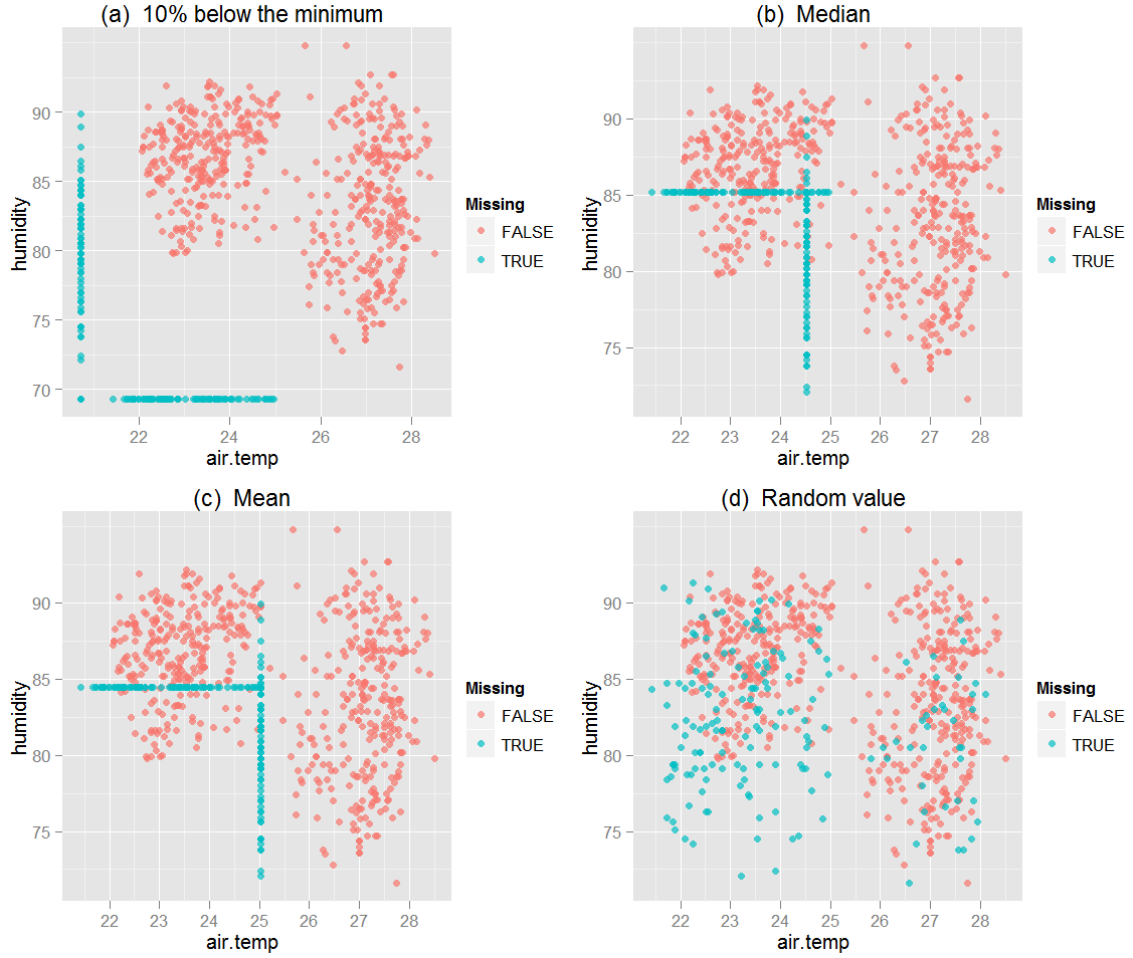 (a) 10% below the minimum
humidity
90
85
80
75
70
22 24 26 28
air.temp
Missing
FALSE
TRUE
(b) Median
humidity
90
85
80
75
22 23 24 25 26 27 28
air.temp
Missing
FALSE
TRUE
(c) Mean
humidity
90
85
80
75
22 23 24 25 26 27 28
air.temp
Missing
FALSE
TRUE
(d) Random value
humidity
90
85
80
75
22 23 24 25 26 27 28
air.temp
Missing
FALSE
TRUE